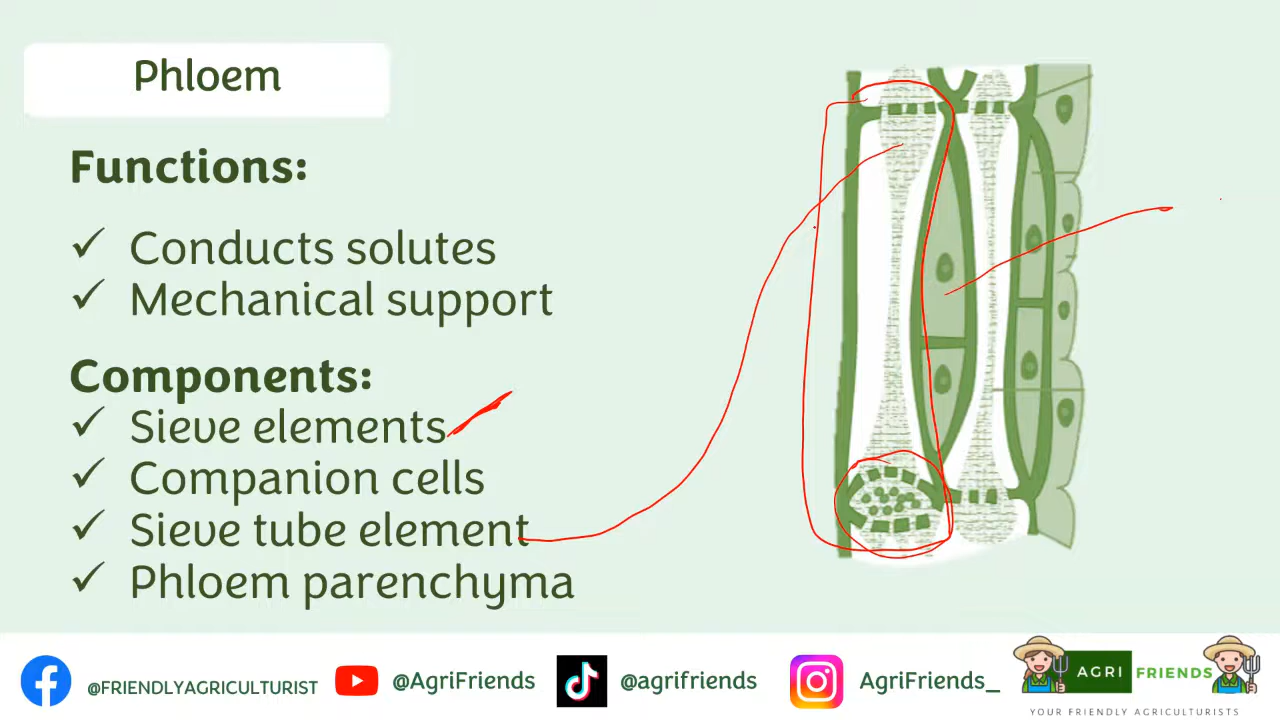 Phloem
Functions:
✓ Conducts solutes
✓ Mechanical support
Components:
✓ Sieve elements
✓ Companion cells
✓ Sieve tube element
✓ Phloem parenchyma
@FRIENDLYAGRICULTURIST
@AgriFriends
@agrifriends
AgriFriends_
AGRI FRIENDS
YOUR FRIENDLY AGRICULTURISTS